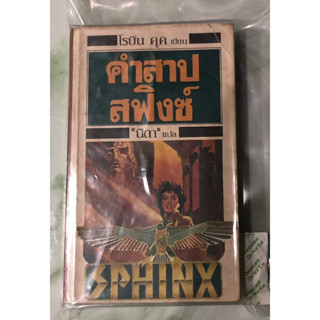 โรบิน คุค เขียน
คำสาป
สฟิงซ์
"นิดา" แปล
SPHINX